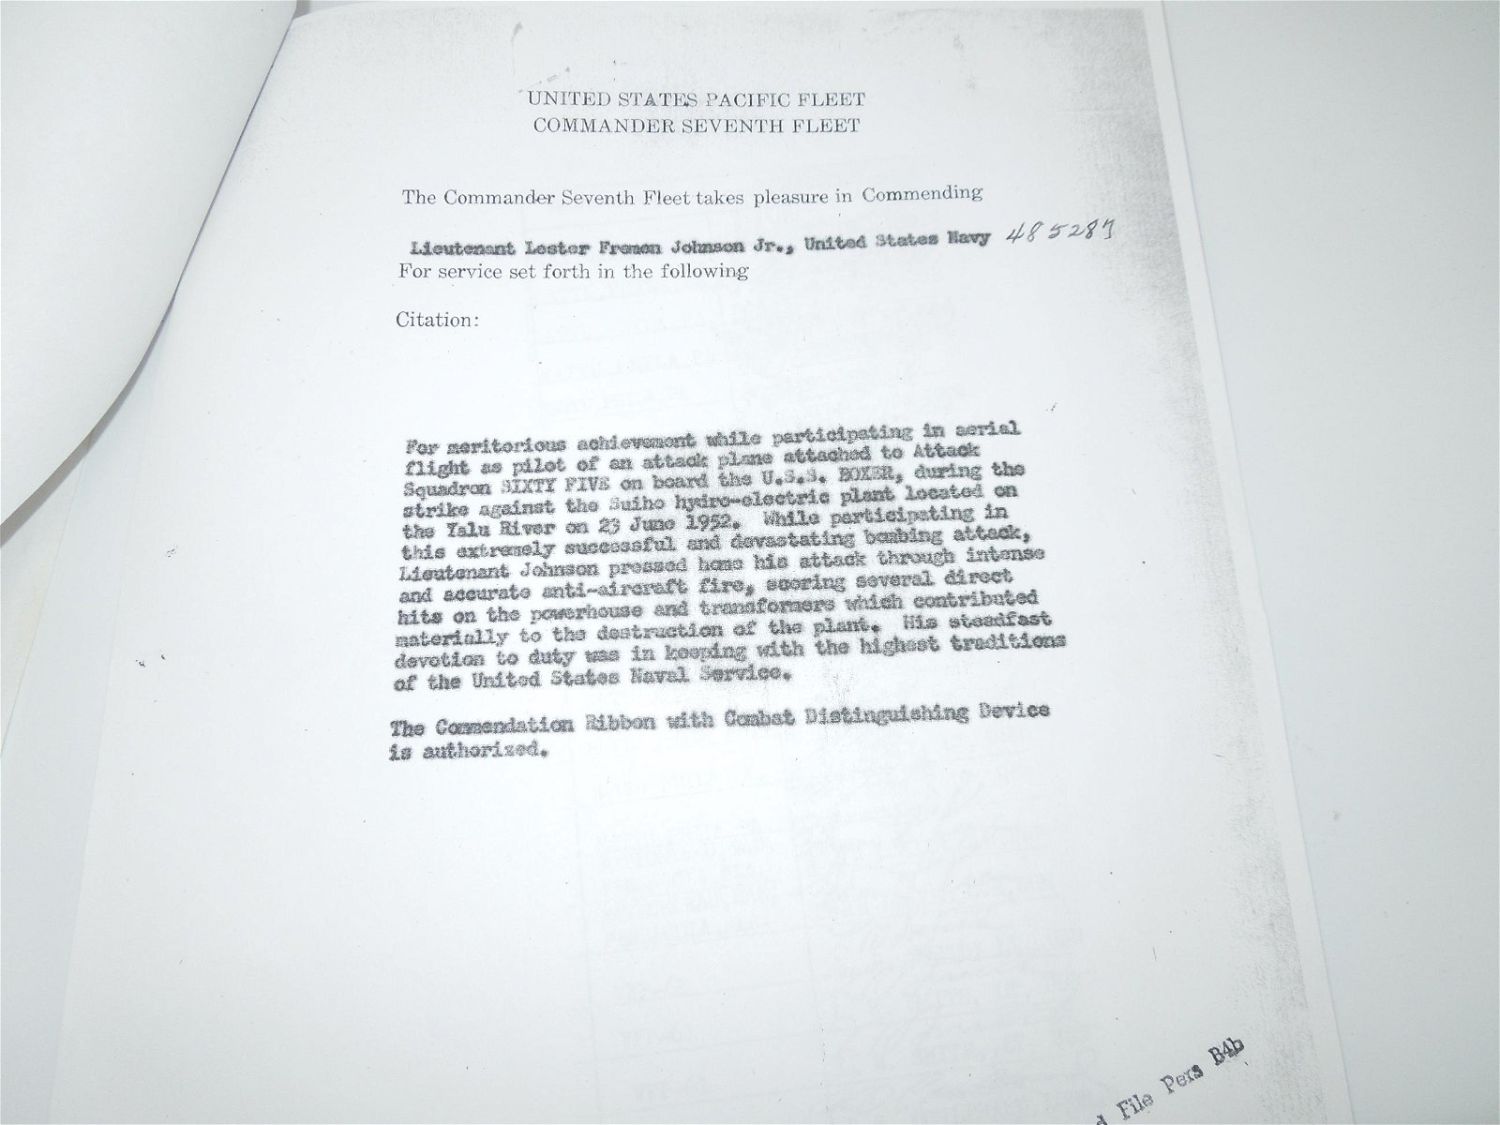 UNITED STATES PACIFIC FLEET
COMMANDER SEVENTH FLEET
The Commander Seventh Fleet takes pleasure in Commending
Lieutenant Lester Fremon Johnson Jr., United States Navy 485287
For service set forth in the following
Citation:
For meritorious achievement while participating in aerial
flight as pilot of an attack plane attached to Attack
Squadron SIXTY FIVE on board the U.S.S. BOXER, during the
strike against the Suiho hydro-electric plant located on
the Yalu River on 23 June 1952. While participating in
this extremely successful and devastating bombing attack,
Lieutenant Johnson pressed home his attack through intense
and accurate anti-aircraft fire, scoring several direct
hits on the powerhouse and transformers which contributed
materially to the destruction of the plant. His steadfast
devotion to duty was in keeping with the highest traditions
of the United States Naval Service.
The Commendation Ribbon with Combat Distinguishing Device
is authorized.
File Pers B4b